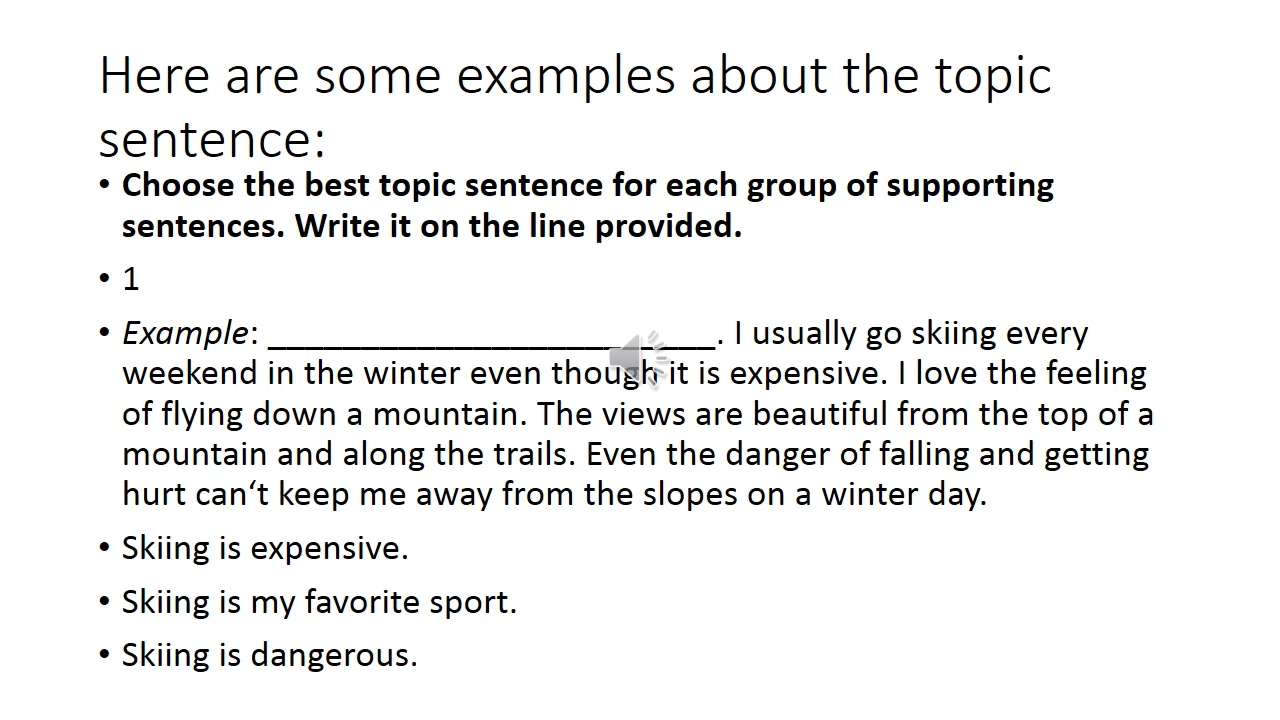 Here are some examples about the topic
sentence:
• Choose the best topic sentence for each group of supporting
sentences. Write it on the line provided.
• 1
• Example: ________________________. I usually go skiing every
weekend in the winter even though it is expensive. I love the feeling
of flying down a mountain. The views are beautiful from the top of a
mountain and along the trails. Even the danger of falling and getting
hurt can‘t keep me away from the slopes on a winter day.
• Skiing is expensive.
• Skiing is my favorite sport.
• Skiing is dangerous.